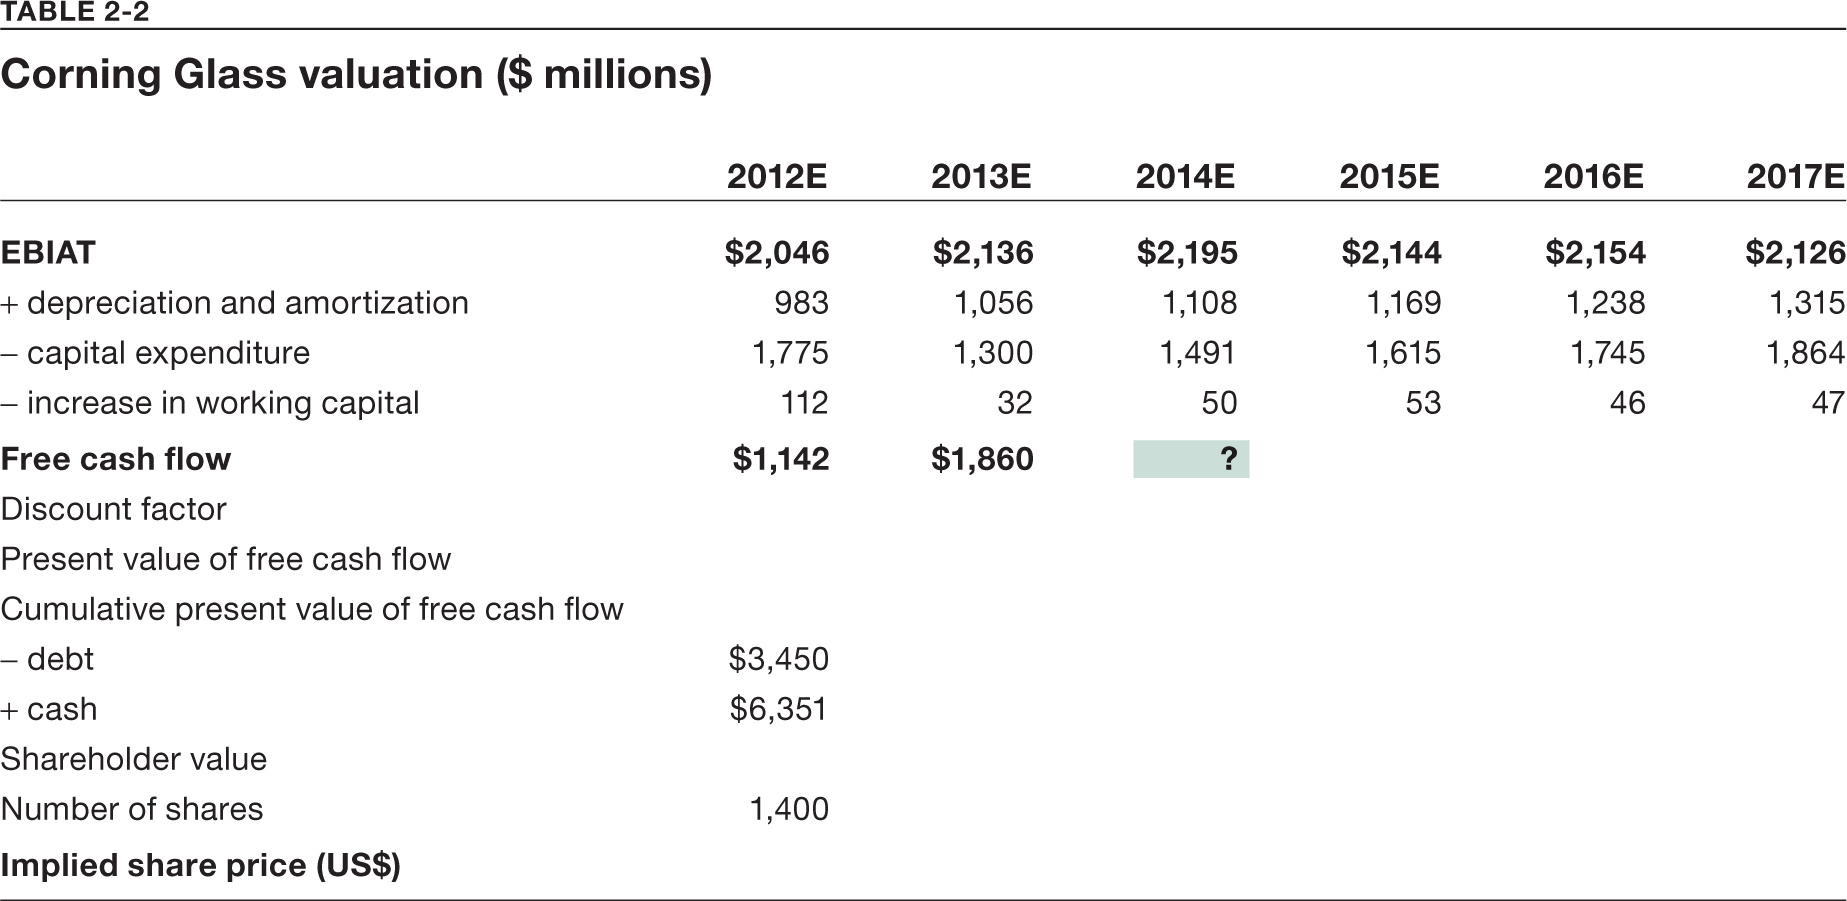 TABLE 2-2
Corning Glass valuation ($ millions)
2012E 2013E 2014E 2015E 2016E 2017E
EBIAT $2,046 $2,136 $2,195 $2,144 $2,154 $2,126
+ depreciation and amortization 983 1,056 1,108 1,169 1,238 1,315
– capital expenditure 1,775 1,300 1,491 1,615 1,745 1,864
– increase in working capital 112 32 50 53 46 47
Free cash flow $1,142 $1,860 ?
Discount factor
Present value of free cash flow
Cumulative present value of free cash flow
– debt $3,450
+ cash $6,351
Shareholder value
Number of shares 1,400
Implied share price (US$)